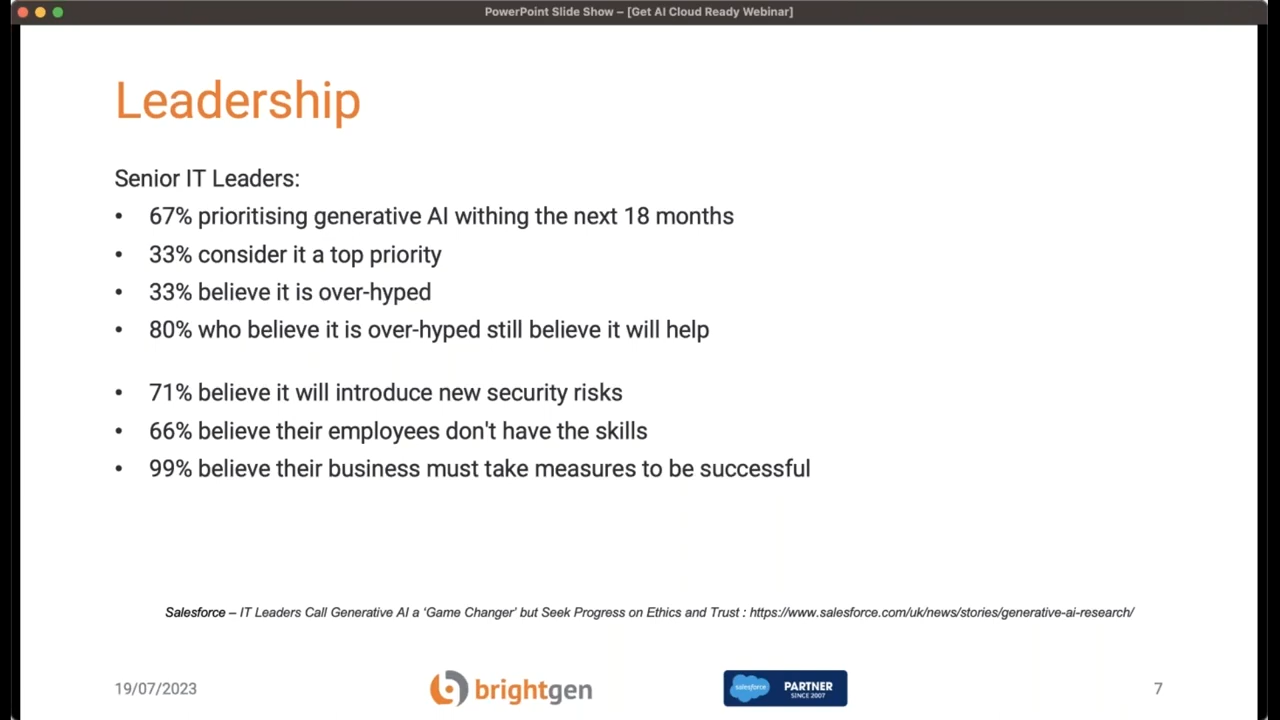 PowerPoint Slide Show – [Get AI Cloud Ready Webinar]
Leadership
Senior IT Leaders:
• 67% prioritising generative AI withing the next 18 months
• 33% consider it a top priority
• 33% believe it is over-hyped
• 80% who believe it is over-hyped still believe it will help
• 71% believe it will introduce new security risks
• 66% believe their employees don't have the skills
• 99% believe their business must take measures to be successful
Salesforce – IT Leaders Call Generative AI a ‘Game Changer’ but Seek Progress on Ethics and Trust : https://www.salesforce.com/uk/news/stories/generative-ai-research/
19/07/2023
brightgen
salesforce
PARTNER
SINCE 2007
7